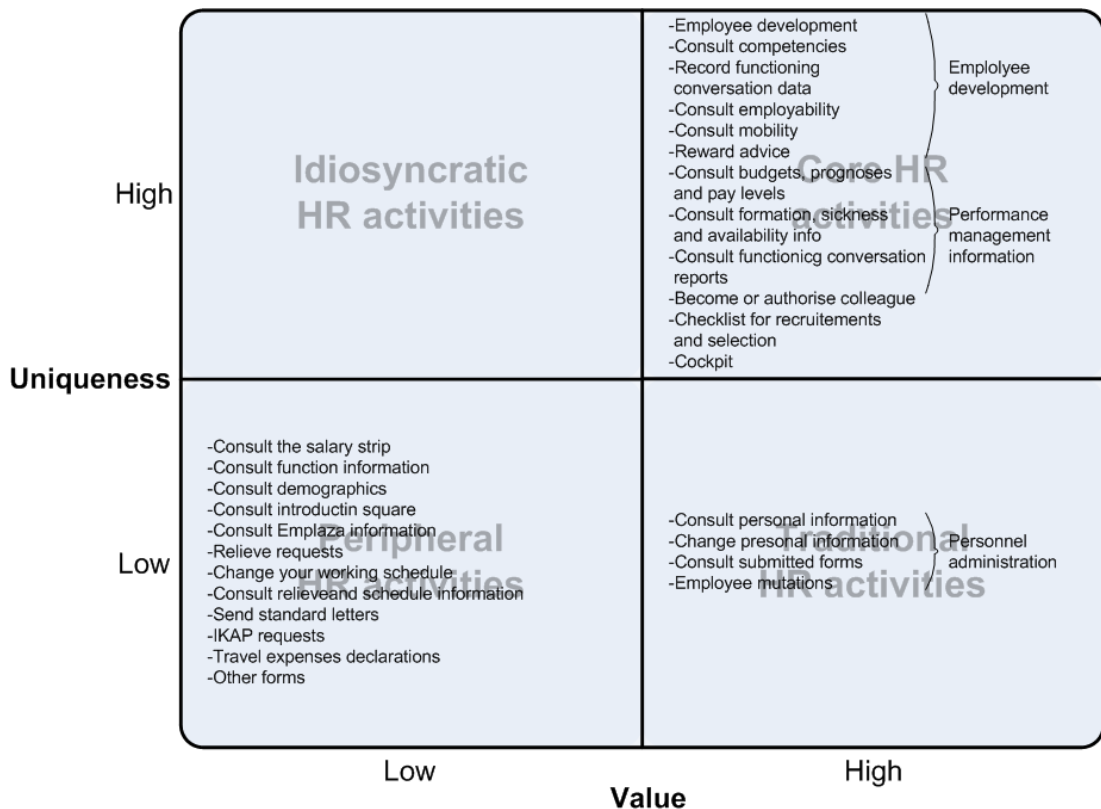 -Employee development
-Consult competencies
-Record functioning
conversation data
-Consult employability
-Consult mobility
-Reward advice
-Consult budgets, prognoses
and pay levels
-Consult formation, sickness
and availability info
-Consult functionicg conversation
reports
-Become or authorise colleague
-Checklist for recruitements
and selection
-Cockpit
Emplolyee
development
Performance
management
information
Idiosyncratic
HR activities
Core HR
activities
High
Uniqueness
Low
-Consult the salary strip
-Consult function information
-Consult demographics
-Consult introductin square
-Consult Emplaza information
-Relieve requests
-Change your working schedule
-Consult relieveand schedule information
-Send standard letters
-IKAP requests
-Travel expenses declarations
-Other forms
Peripheral
HR activities
-Consult personal information
-Change presonal information
-Consult submitted forms
-Employee mutations
Personnel
administration
Traditional
HR activities
Low
High
Value